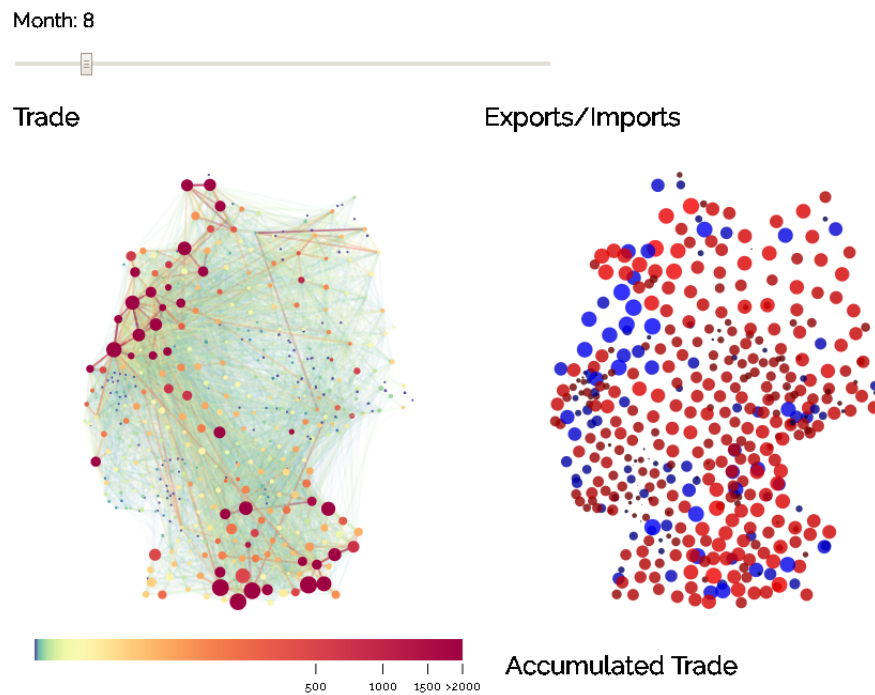 Month: 8
Trade
Exports/Imports
500
1000
1500
>2000
Accumulated Trade